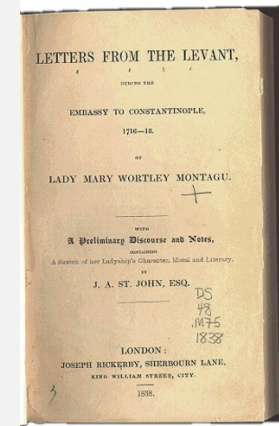 LETTERS FROM THE LEVANT,
DURING THE
EMBASSY TO CONSTANTINOPLE,
1716—18.
BY
LADY MARY WORTLEY MONTAGU.
WITH
A Preliminary Discourse and Notes,
CONTAINING
A Sketch of her Ladyship's Character, Moral and Literary.
BY
J. A. ST. JOHN, ESQ.
DS
48
.M75
1838
LONDON:
JOSEPH RICKERBY, SHERBOURN LANE,
KING WILLIAM STREET, CITY.
1838.